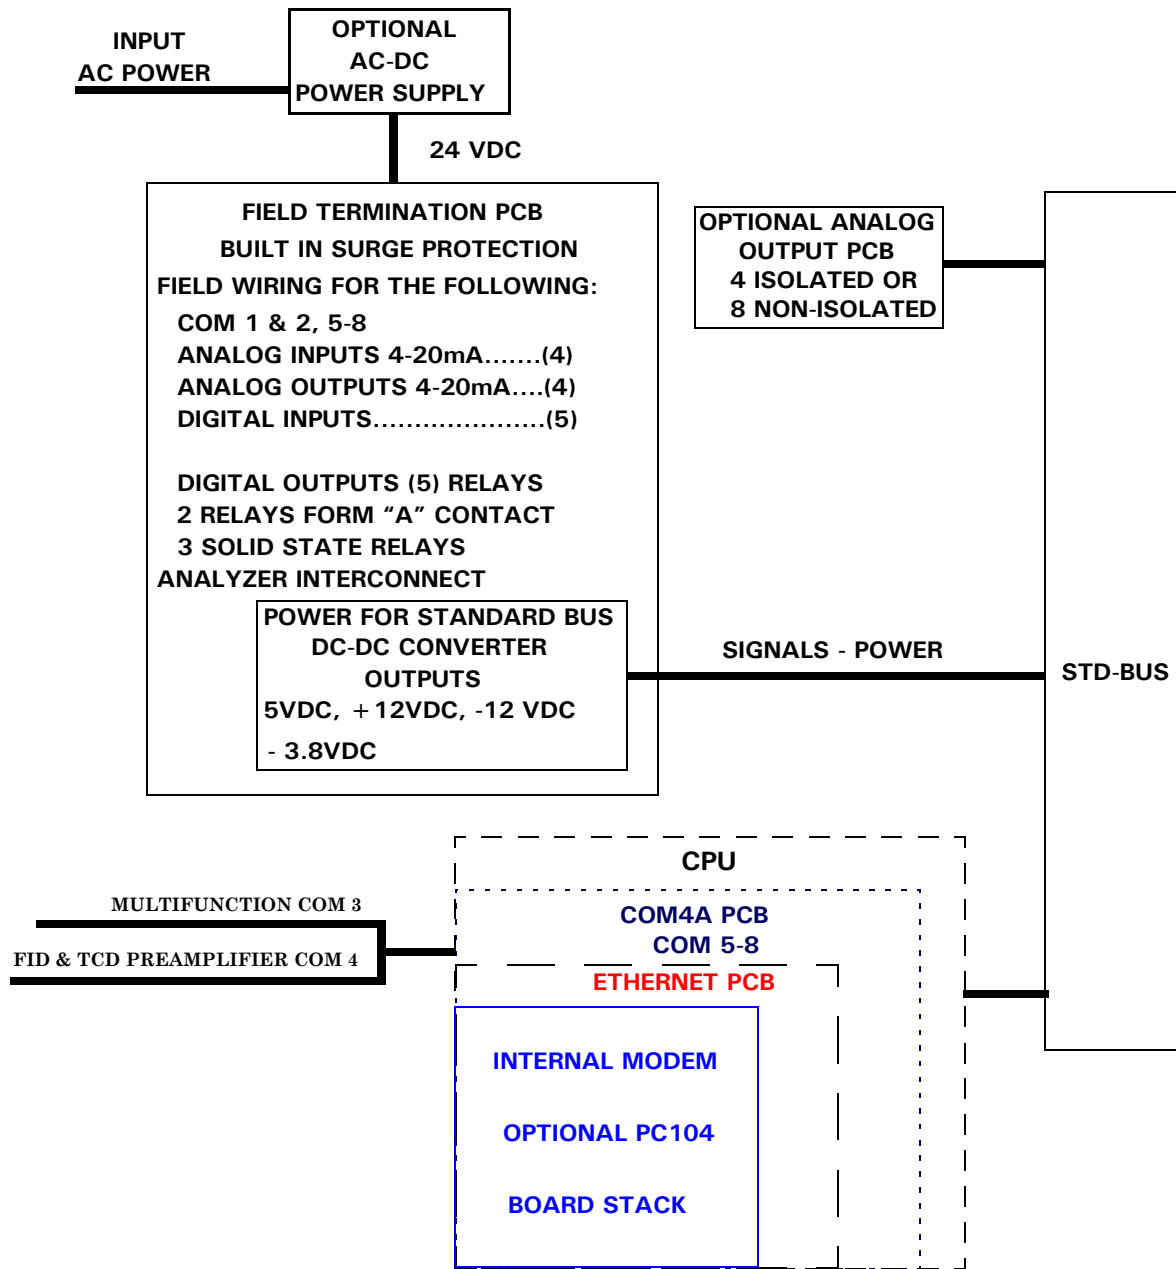 INPUT
AC POWER
OPTIONAL
AC-DC
POWER SUPPLY
24 VDC
FIELD TERMINATION PCB
BUILT IN SURGE PROTECTION
FIELD WIRING FOR THE FOLLOWING:
COM 1 & 2, 5-8
ANALOG INPUTS 4-20mA.......(4)
ANALOG OUTPUTS 4-20mA....(4)
DIGITAL INPUTS.....................(5)
DIGITAL OUTPUTS (5) RELAYS
2 RELAYS FORM “A” CONTACT
3 SOLID STATE RELAYS
ANALYZER INTERCONNECT
POWER FOR STANDARD BUS
DC-DC CONVERTER
OUTPUTS
5VDC, +12VDC, -12 VDC
- 3.8VDC
OPTIONAL ANALOG
OUTPUT PCB
4 ISOLATED OR
8 NON-ISOLATED
SIGNALS - POWER
STD-BUS
MULTIFUNCTION COM 3
FID & TCD PREAMPLIFIER COM 4
CPU
COM4A PCB
COM 5-8
ETHERNET PCB
INTERNAL MODEM
OPTIONAL PC104
BOARD STACK